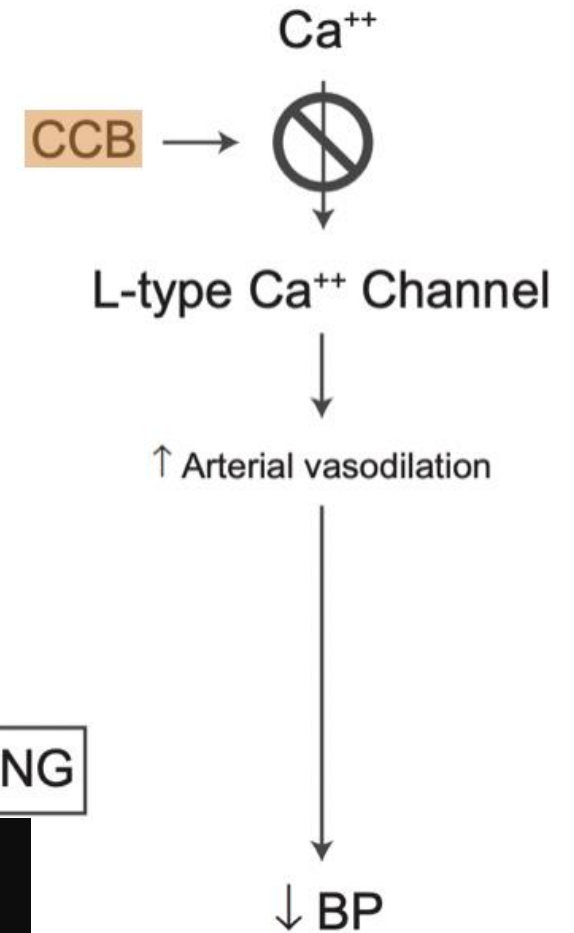 Ca⁺⁺
CCB
L-type Ca⁺⁺ Channel
↑ Arterial vasodilation
NG
↓ BP